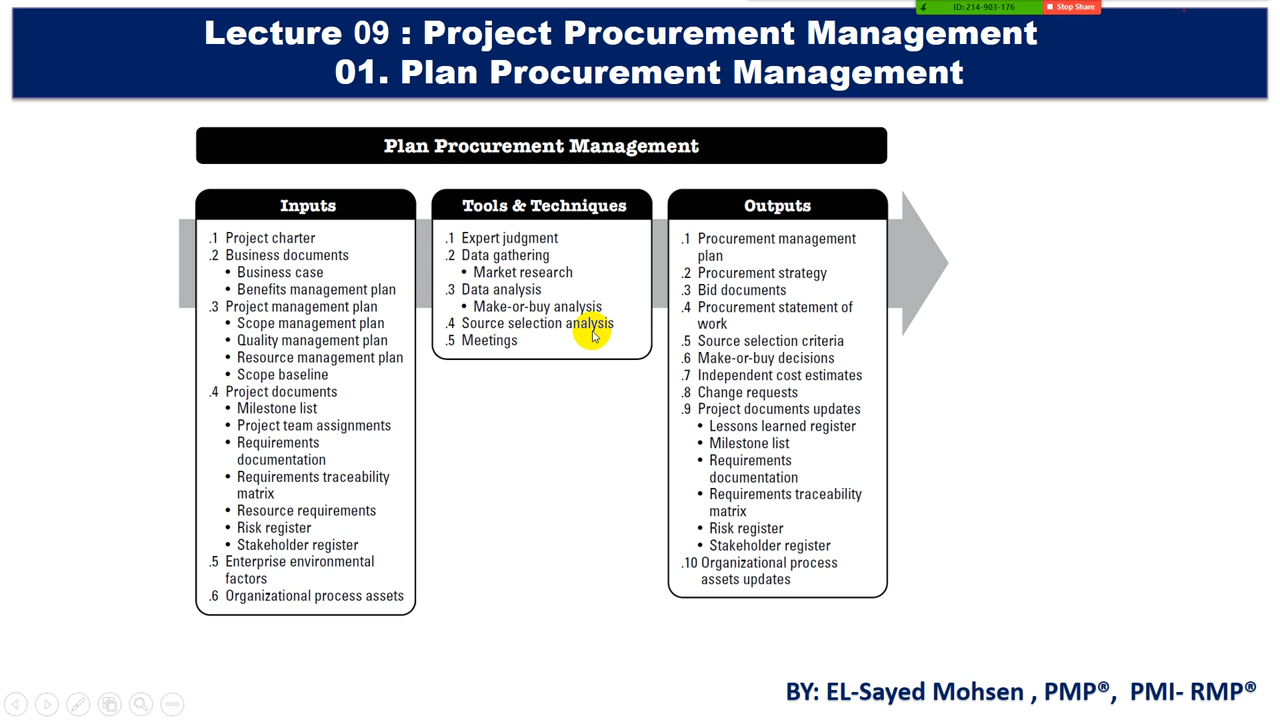 ID: 214-903-176
Stop Share
Lecture 09 : Project Procurement Management
01. Plan Procurement Management
Plan Procurement Management
Inputs
.1 Project charter
.2 Business documents
• Business case
• Benefits management plan
.3 Project management plan
• Scope management plan
• Quality management plan
• Resource management plan
• Scope baseline
.4 Project documents
• Milestone list
• Project team assignments
• Requirements
documentation
• Requirements traceability
matrix
• Resource requirements
• Risk register
• Stakeholder register
.5 Enterprise environmental
factors
.6 Organizational process assets
Tools & Techniques
.1 Expert judgment
.2 Data gathering
• Market research
.3 Data analysis
• Make-or-buy analysis
.4 Source selection analysis
.5 Meetings
Outputs
.1 Procurement management
plan
.2 Procurement strategy
.3 Bid documents
.4 Procurement statement of
work
.5 Source selection criteria
.6 Make-or-buy decisions
.7 Independent cost estimates
.8 Change requests
.9 Project documents updates
• Lessons learned register
• Milestone list
• Requirements
documentation
• Requirements traceability
matrix
• Risk register
• Stakeholder register
.10 Organizational process
assets updates
BY: EL-Sayed Mohsen , PMP®, PMI- RMP®